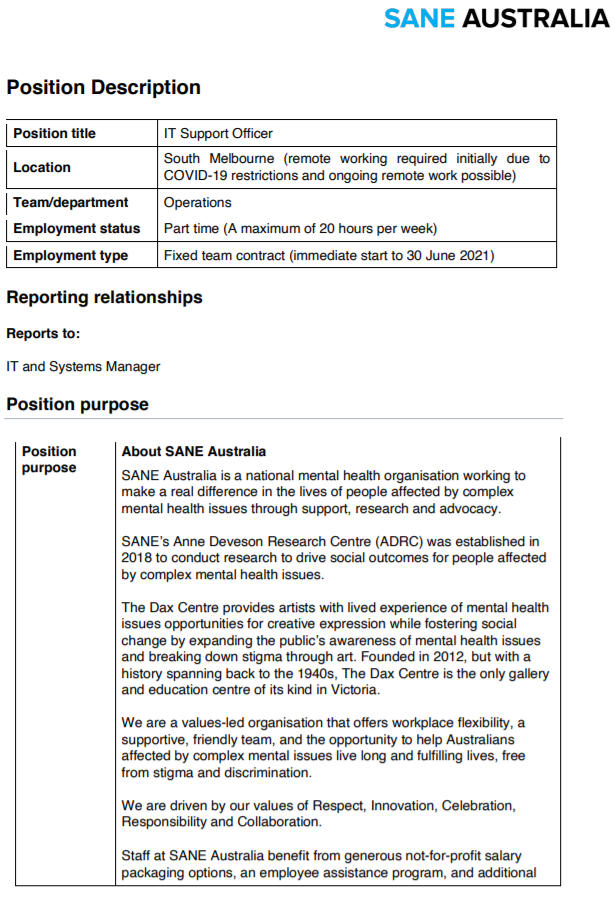 SANE AUSTRALIA
Position Description
Position title IT Support Officer
Location South Melbourne (remote working required initially due to
COVID-19 restrictions and ongoing remote work possible)
Team/department Operations
Employment status Part time (A maximum of 20 hours per week)
Employment type Fixed team contract (immediate start to 30 June 2021)
Reporting relationships
Reports to:
IT and Systems Manager
Position purpose
Position
purpose
About SANE Australia
SANE Australia is a national mental health organisation working to
make a real difference in the lives of people affected by complex
mental health issues through support, research and advocacy.
SANE’s Anne Deveson Research Centre (ADRC) was established in
2018 to conduct research to drive social outcomes for people affected
by complex mental health issues.
The Dax Centre provides artists with lived experience of mental health
issues opportunities for creative expression while fostering social
change by expanding the public’s awareness of mental health issues
and breaking down stigma through art. Founded in 2012, but with a
history spanning back to the 1940s, The Dax Centre is the only gallery
and education centre of its kind in Victoria.
We are a values-led organisation that offers workplace flexibility, a
supportive, friendly team, and the opportunity to help Australians
affected by complex mental issues live long and fulfilling lives, free
from stigma and discrimination.
We are driven by our values of Respect, Innovation, Celebration,
Responsibility and Collaboration.
Staff at SANE Australia benefit from generous not-for-profit salary
packaging options, an employee assistance program, and additional